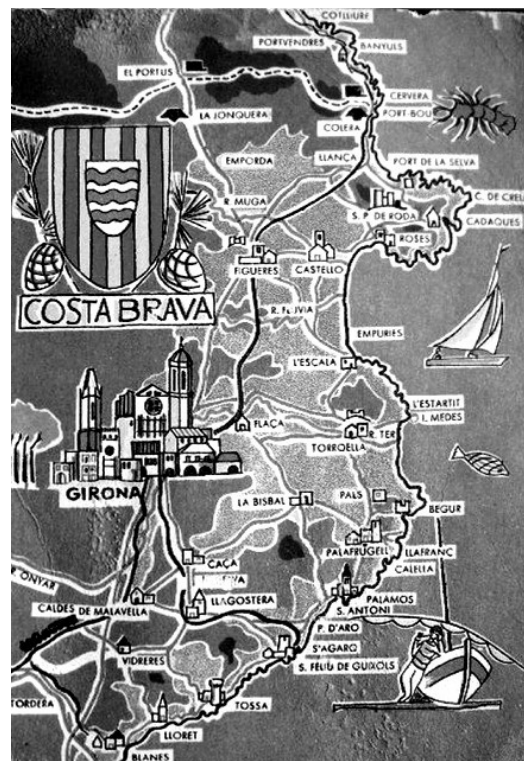 COTLLIURE
PORTVENDRES
BANYULS
EL PORTUS
CERVERA
PORT-BOU
LA JONQUERA
COLERA
EMPORDA
LLANÇA
PORT DE LA SELVA
R. MUGA
C. DE CREU
S. P. DE RODA
CADAQUES
ROSES
FIGUERES
CASTELLO
COSTA BRAVA
R. FLUVIA
EMPURIES
L'ESCALA
L'ESTARTIT
I. MEDES
FLAÇA
R. TER
TORROELLA
GIRONA
LA BISBAL
PALS
BEGUR
PALAFRUGELL
LLAFRANC
CALELLA
CAÇA
R ONYAR
LLAGOSTERA
CALDES DE MALAVELLA
PALAMOS
S. ANTONI
P. D'ARO
S'AGARO
VIDRERES
S. FELIU DE GUIXOLS
TORDERA
TOSSA
LLORET
BLANES